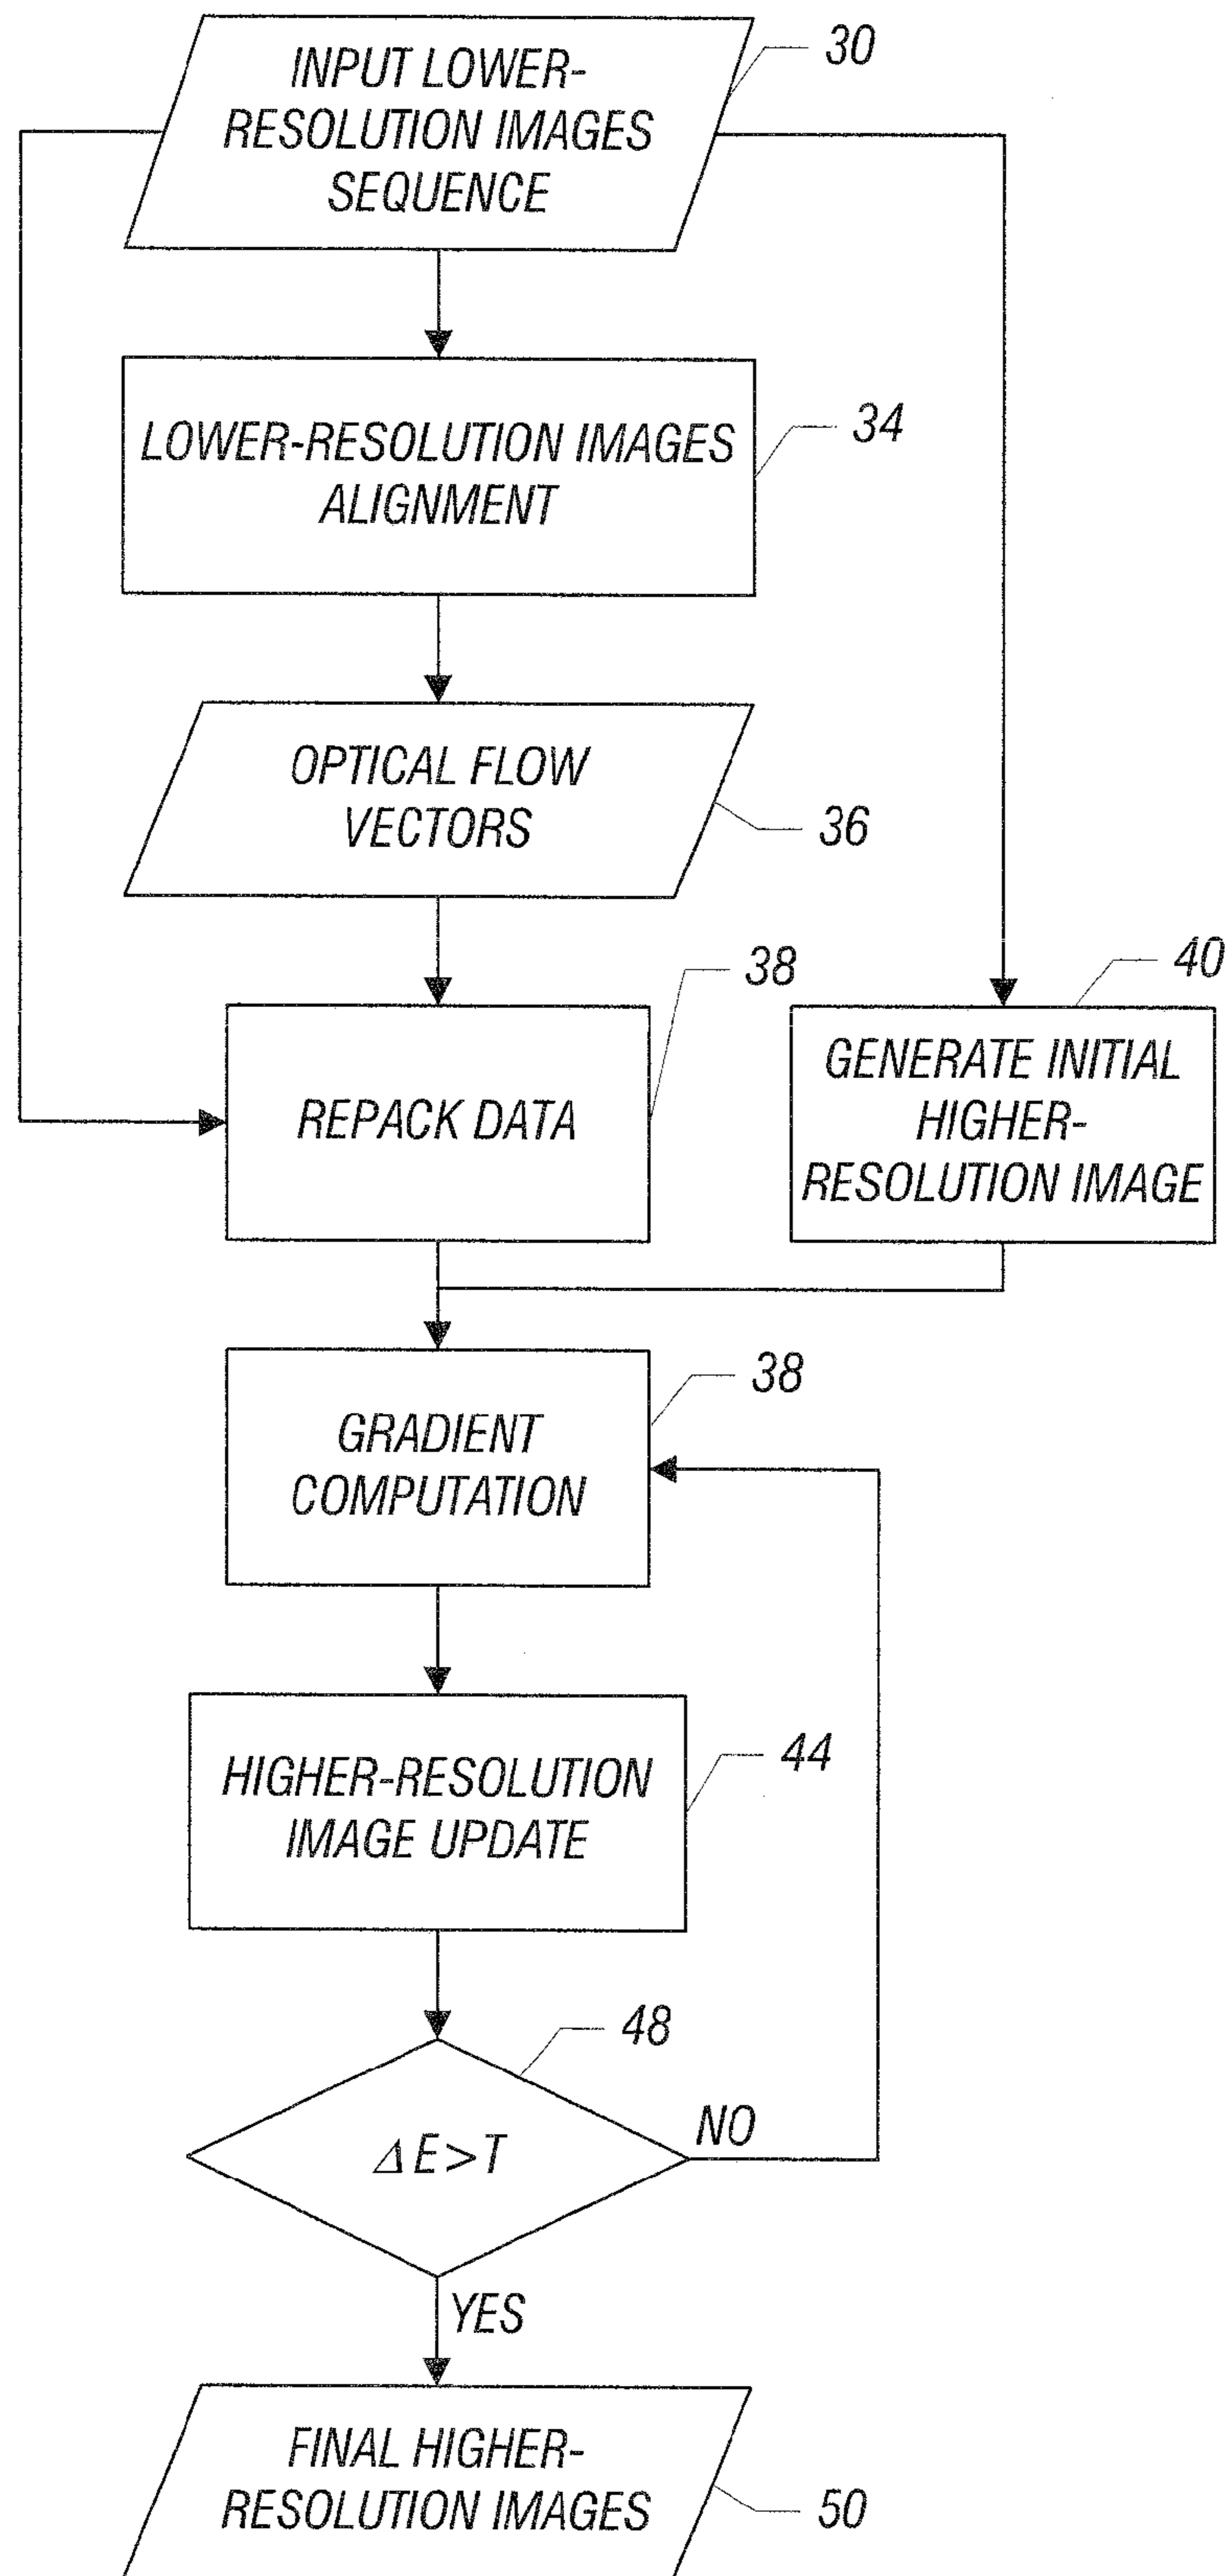 INPUT LOWER-
RESOLUTION IMAGES
SEQUENCE
30
LOWER-RESOLUTION IMAGES
ALIGNMENT
34
OPTICAL FLOW
VECTORS
36
REPACK DATA
38
GENERATE INITIAL
HIGHER-
RESOLUTION IMAGE
40
GRADIENT
COMPUTATION
38
HIGHER-RESOLUTION
IMAGE UPDATE
44
Δ E > T
48
NO
YES
FINAL HIGHER-
RESOLUTION IMAGES
50